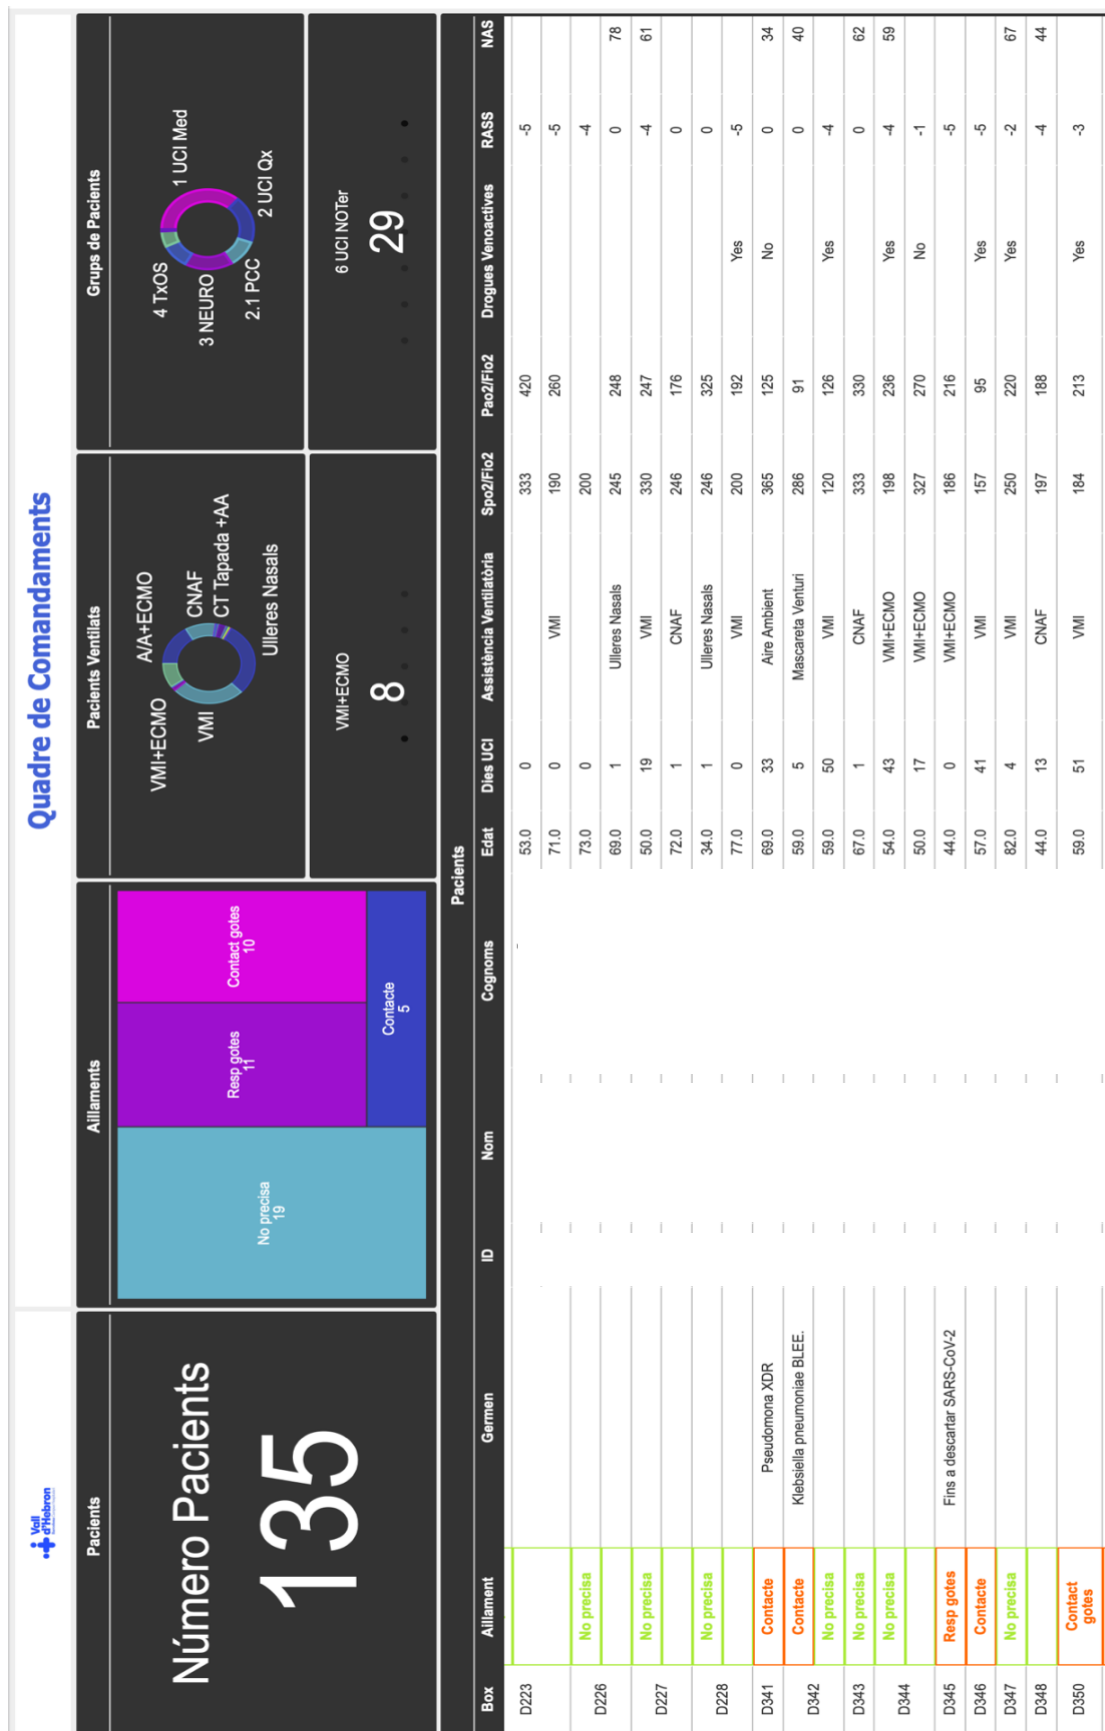 Vall
d'Hebron
Quadre de Comandaments
Pacients
Número Pacients
135
Aillaments
No precisa
19
Resp gotes
11
Contact gotes
10
Contacte
5
Pacients Ventilats
VMI+ECMO
A/A+ECMO
CNAF
CT Tapada +AA
VMI
Ulleres Nasals
VMI+ECMO
8
Grups de Pacients
4 TxOS
1 UCI Med
3 NEURO
2.1 PCC
2 UCI Qx
6 UCI NOTer
29
Pacients
Box Aillament Germen ID Nom Cognoms Edat Dies UCI Assistència Ventilatòria Spo2/Fio2 Pao2/Fio2 Drogues Venoactives RASS NAS
D223 53.0 0 333 420 -5
71.0 0 VMI 190 260 -5
D226 No precisa 73.0 0 200 -4
69.0 1 Ulleres Nasals 245 248 0 78
D227 No precisa 50.0 19 VMI 330 247 -4 61
72.0 1 CNAF 246 176 0
D228 No precisa 34.0 1 Ulleres Nasals 246 325 0
77.0 0 VMI 200 192 Yes -5
D341 Contacte Pseudomona XDR 69.0 33 Aire Ambient 365 125 No 0 34
D342 Contacte Klebsiella pneumoniae BLEE. 59.0 5 Mascareta Venturi 286 91 0 40
No precisa 59.0 50 VMI 120 126 Yes -4
D343 No precisa 67.0 1 CNAF 333 330 0 62
D344 No precisa 54.0 43 VMI+ECMO 198 236 Yes -4 59
50.0 17 VMI+ECMO 327 270 No -1
D345 Resp gotes Fins a descartar SARS-CoV-2 44.0 0 VMI+ECMO 186 216 -5
D346 Contacte 57.0 41 VMI 157 95 Yes -5
D347 No precisa 82.0 4 VMI 250 220 Yes -2 67
D348 44.0 13 CNAF 197 188 -4 44
D350 Contact gotes 59.0 51 VMI 184 213 Yes -3